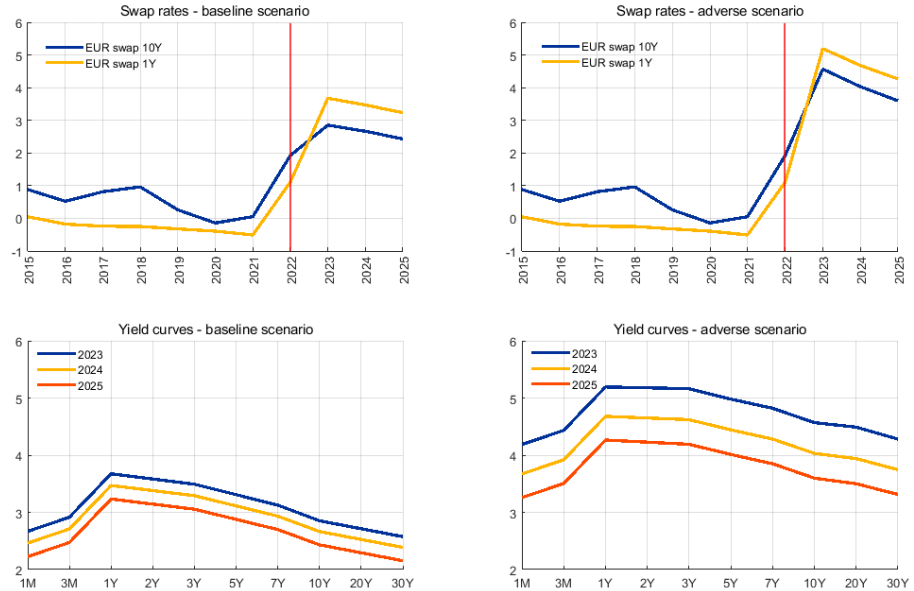 Swap rates - baseline scenario
6
5
4
3
2
1
0
-1
EUR swap 10Y
EUR swap 1Y
2015 2016 2017 2018 2019 2020 2021 2022 2023 2024 2025
Swap rates - adverse scenario
6
5
4
3
2
1
0
-1
EUR swap 10Y
EUR swap 1Y
2015 2016 2017 2018 2019 2020 2021 2022 2023 2024 2025
Yield curves - baseline scenario
6
5
4
3
2
2023
2024
2025
1M 3M 1Y 2Y 3Y 5Y 7Y 10Y 20Y 30Y
Yield curves - adverse scenario
6
5
4
3
2
2023
2024
2025
1M 3M 1Y 2Y 3Y 5Y 7Y 10Y 20Y 30Y